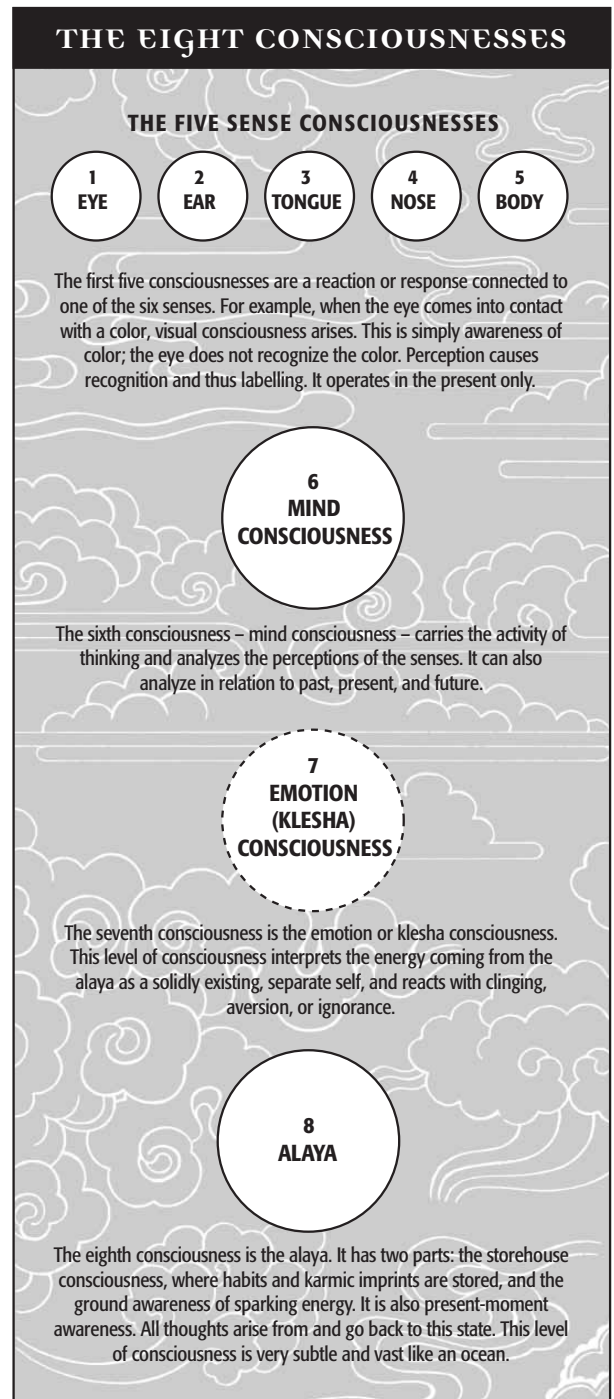 THE EIGHT CONSCIOUSNESSES
THE FIVE SENSE CONSCIOUSNESSES
1
EYE
2
EAR
3
TONGUE
4
NOSE
5
BODY
The first five consciousnesses are a reaction or response connected to
one of the six senses. For example, when the eye comes into contact
with a color, visual consciousness arises. This is simply awareness of
color; the eye does not recognize the color. Perception causes
recognition and thus labelling. It operates in the present only.
6
MIND
CONSCIOUSNESS
The sixth consciousness – mind consciousness – carries the activity of
thinking and analyzes the perceptions of the senses. It can also
analyze in relation to past, present, and future.
7
EMOTION
(KLESHA)
CONSCIOUSNESS
The seventh consciousness is the emotion or klesha consciousness.
This level of consciousness interprets the energy coming from the
alaya as a solidly existing, separate self, and reacts with clinging,
aversion, or ignorance.
8
ALAYA
The eighth consciousness is the alaya. It has two parts: the storehouse
consciousness, where habits and karmic imprints are stored, and the
ground awareness of sparking energy. It is also present-moment
awareness. All thoughts arise from and go back to this state. This level
of consciousness is very subtle and vast like an ocean.